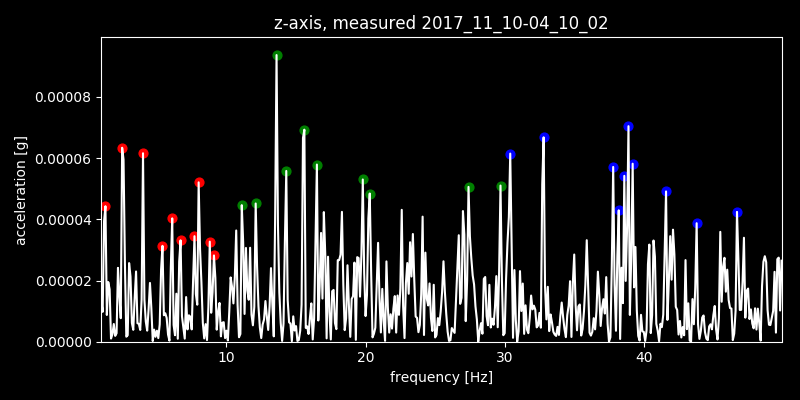 z-axis, measured 2017_11_10-04_10_02
acceleration [g]
0.00008
0.00006
0.00004
0.00002
0.00000
10 20 30 40
frequency [Hz]